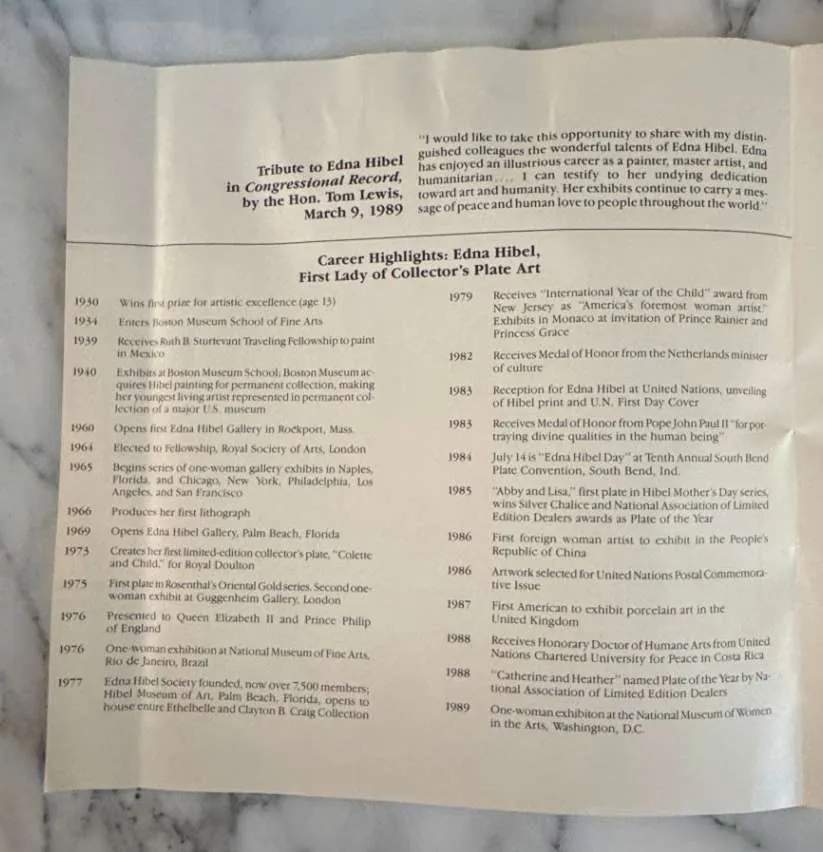 Tribute to Edna Hibel
in Congressional Record,
by the Hon. Tom Lewis,
March 9, 1989
"I would like to take this opportunity to share with my distin-
guished colleagues the wonderful talents of Edna Hibel. Edna
has enjoyed an illustrious career as a painter, master artist, and
humanitarian.... I can testify to her undying dedication
toward art and humanity. Her exhibits continue to carry a mes-
sage of peace and human love to people throughout the world."
Career Highlights: Edna Hibel,
First Lady of Collector's Plate Art
1930 Wins first prize for artistic excellence (age 13)
1934 Enters Boston Museum School of Fine Arts
1939 Receives Ruth B. Sturtevant Traveling Fellowship to paint
in Mexico
1940 Exhibits at Boston Museum School; Boston Museum ac-
quires Hibel painting for permanent collection, making
her youngest living artist represented in permanent col-
lection of a major U.S. museum
1960 Opens first Edna Hibel Gallery in Rockport, Mass.
1964 Elected to Fellowship, Royal Society of Arts, London
1965 Begins series of one-woman gallery exhibits in Naples,
Florida, and Chicago, New York, Philadelphia, Los
Angeles, and San Francisco
1966 Produces her first lithograph
1969 Opens Edna Hibel Gallery, Palm Beach, Florida
1973 Creates her first limited-edition collector's plate, "Colette
and Child," for Royal Doulton
1975 First plate in Rosenthal's Oriental Gold series. Second one-
woman exhibit at Guggenheim Gallery, London
1976 Presented to Queen Elizabeth II and Prince Philip
of England
1976 One-woman exhibition at National Museum of Fine Arts,
Rio de Janeiro, Brazil
1977 Edna Hibel Society founded, now over 7,500 members;
Hibel Museum of Art, Palm Beach, Florida, opens to
house entire Ethelbelle and Clayton B. Craig Collection
1979 Receives "International Year of the Child" award from
New Jersey as "America's foremost woman artist."
Exhibits in Monaco at invitation of Prince Rainier and
Princess Grace
1982 Receives Medal of Honor from the Netherlands minister
of culture
1983 Reception for Edna Hibel at United Nations, unveiling
of Hibel print and U.N. First Day Cover
1983 Receives Medal of Honor from Pope John Paul II "for por-
traying divine qualities in the human being"
1984 July 14 is "Edna Hibel Day" at Tenth Annual South Bend
Plate Convention, South Bend, Ind.
1985 "Abby and Lisa," first plate in Hibel Mother's Day series,
wins Silver Chalice and National Association of Limited
Edition Dealers awards as Plate of the Year
1986 First foreign woman artist to exhibit in the People's
Republic of China
1986 Artwork selected for United Nations Postal Commemora-
tive Issue
1987 First American to exhibit porcelain art in the
United Kingdom
1988 Receives Honorary Doctor of Humane Arts from United
Nations Chartered University for Peace in Costa Rica
1988 "Catherine and Heather" named Plate of the Year by Na-
tional Association of Limited Edition Dealers
1989 One-woman exhibiton at the National Museum of Women
in the Arts, Washington, D.C.